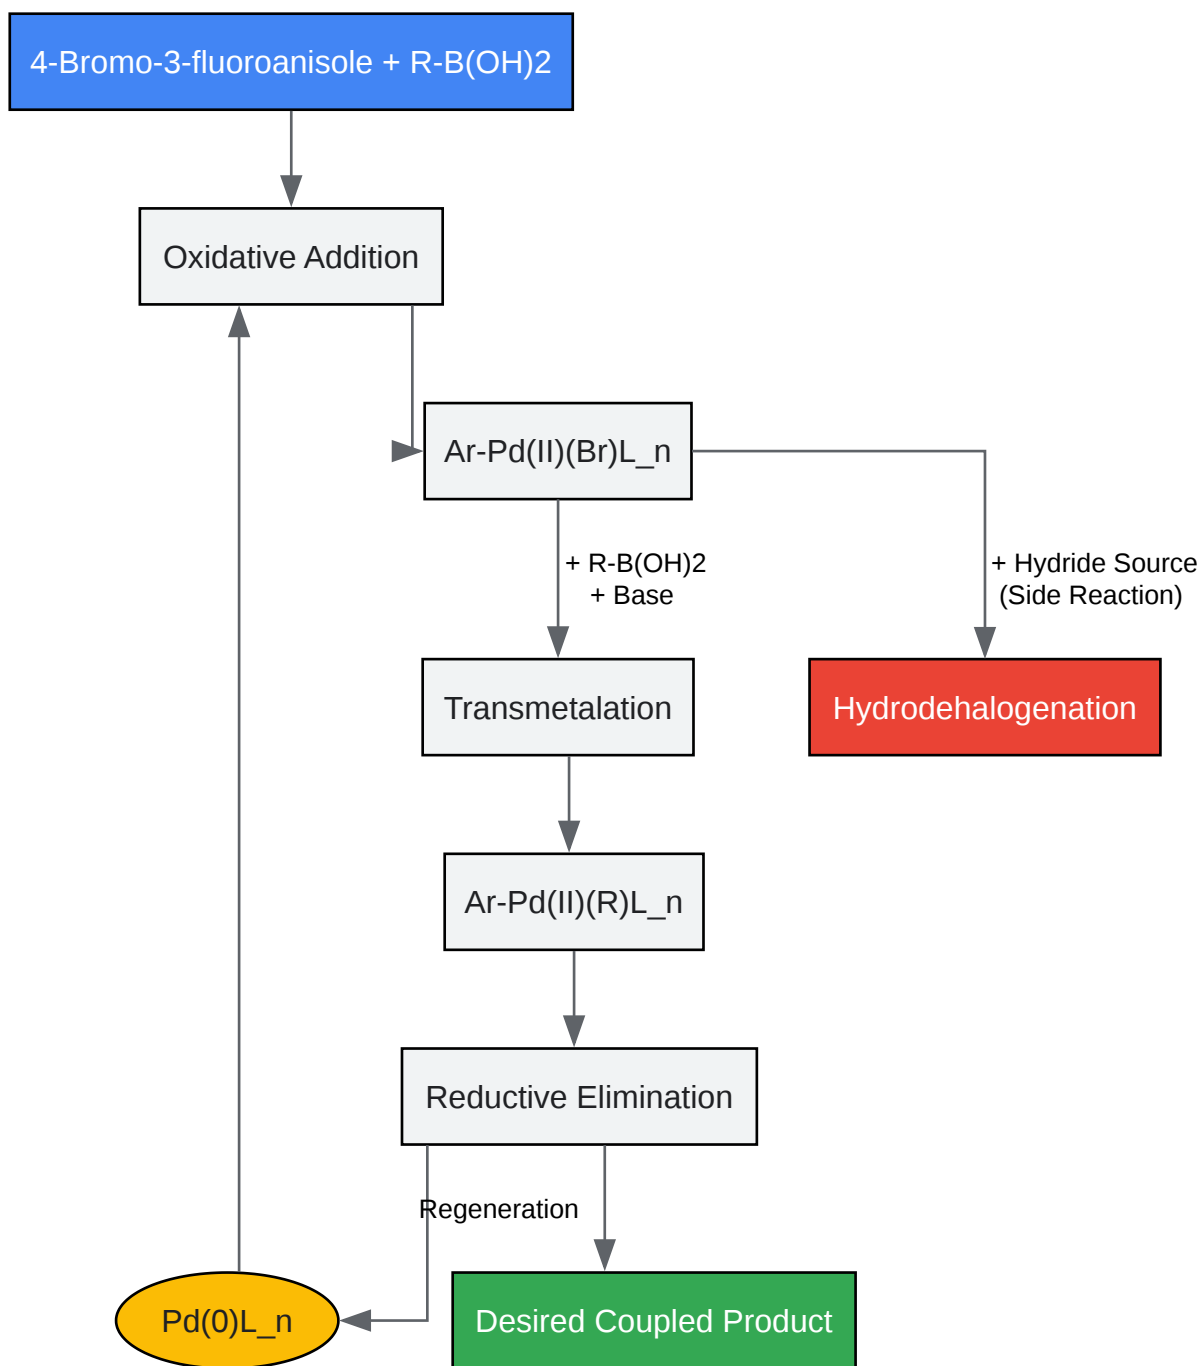 4-Bromo-3-fluoroanisole + R-B(OH)2
Oxidative Addition
Ar-Pd(II)(Br)L_n
+ R-B(OH)2
+ Base
+ Hydride Source
(Side Reaction)
Transmetalation
Hydrodehalogenation
Ar-Pd(II)(R)L_n
Reductive Elimination
Regeneration
Pd(0)L_n
Desired Coupled Product